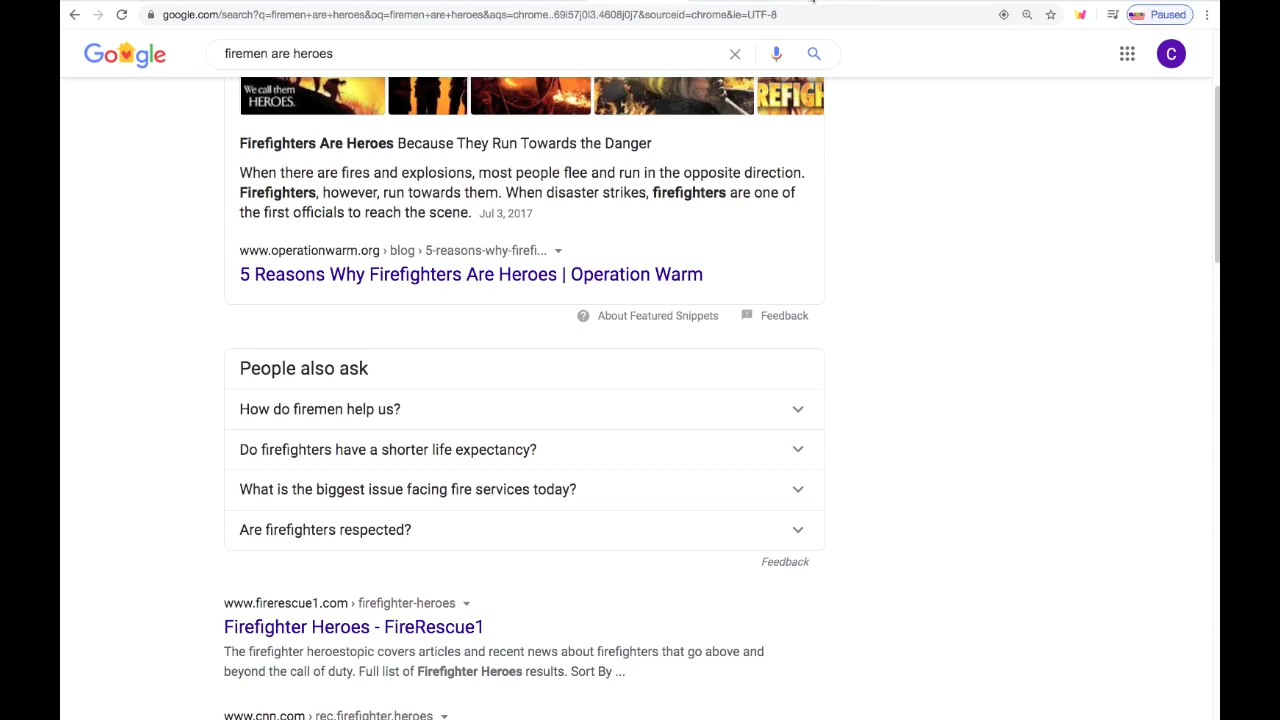 google.com/search?q=firemen+are+heroes&oq=firemen+are+heroes&aqs=chrome..69i57j0l3.4608j0j7&sourceid=chrome&ie=UTF-8
Paused
Google
firemen are heroes
C
We call them
HEROES.
FIREFIGH
Firefighters Are Heroes Because They Run Towards the Danger
When there are fires and explosions, most people flee and run in the opposite direction.
Firefighters, however, run towards them. When disaster strikes, firefighters are one of
the first officials to reach the scene. Jul 3, 2017
www.operationwarm.org › blog › 5-reasons-why-firefi...
5 Reasons Why Firefighters Are Heroes | Operation Warm
About Featured Snippets
Feedback
People also ask
How do firemen help us?
Do firefighters have a shorter life expectancy?
What is the biggest issue facing fire services today?
Are firefighters respected?
Feedback
www.firerescue1.com › firefighter-heroes
Firefighter Heroes - FireRescue1
The firefighter heroestopic covers articles and recent news about firefighters that go above and
beyond the call of duty. Full list of Firefighter Heroes results. Sort By ...
www.cnn.com › rec.firefighter.heroes